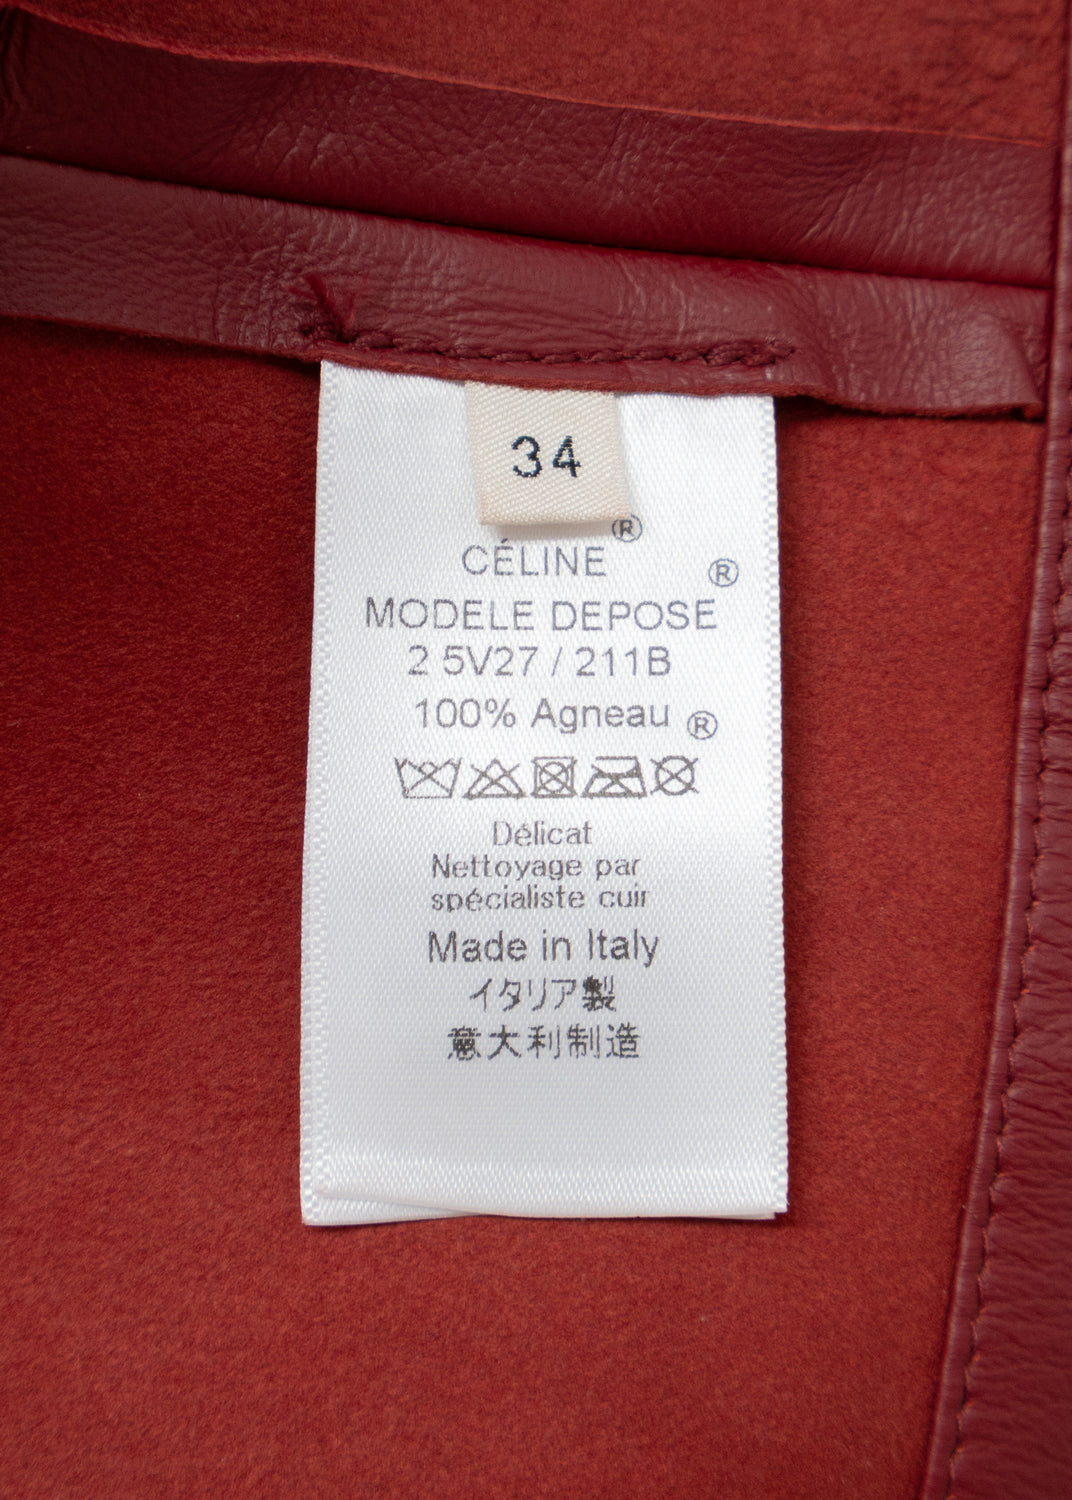 34
CÉLINE®
MODELE DEPOSE®
2 5V27 / 211B
100% Agneau ®
Délicat
Nettoyage par
spécialiste cuir
Made in Italy
イタリア製
意大利制造